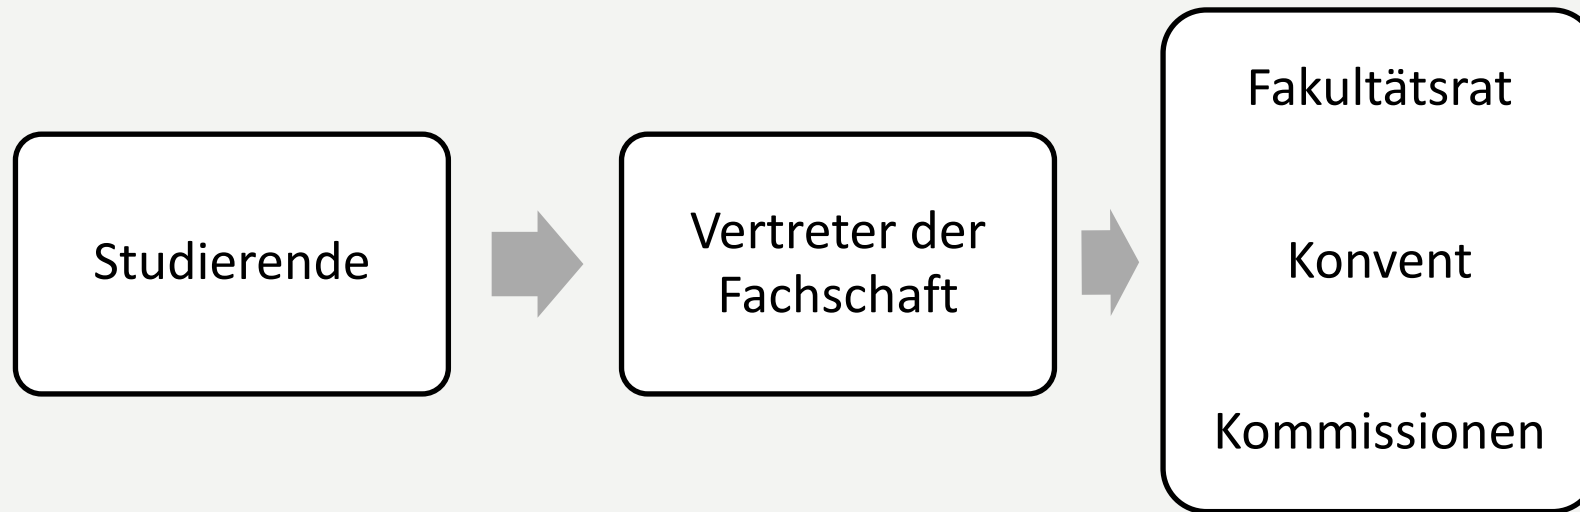 Studierende
Vertreter der
Fachschaft
Fakultätsrat
Konvent
Kommissionen